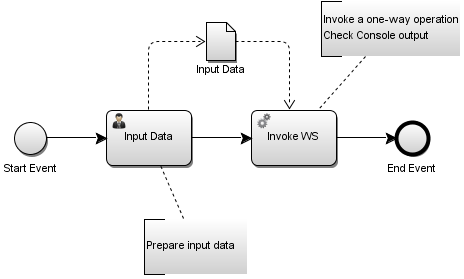 Invoke a one-way operation
Check Console output
Input Data
Input Data
Invoke WS
Start Event
End Event
Prepare input data